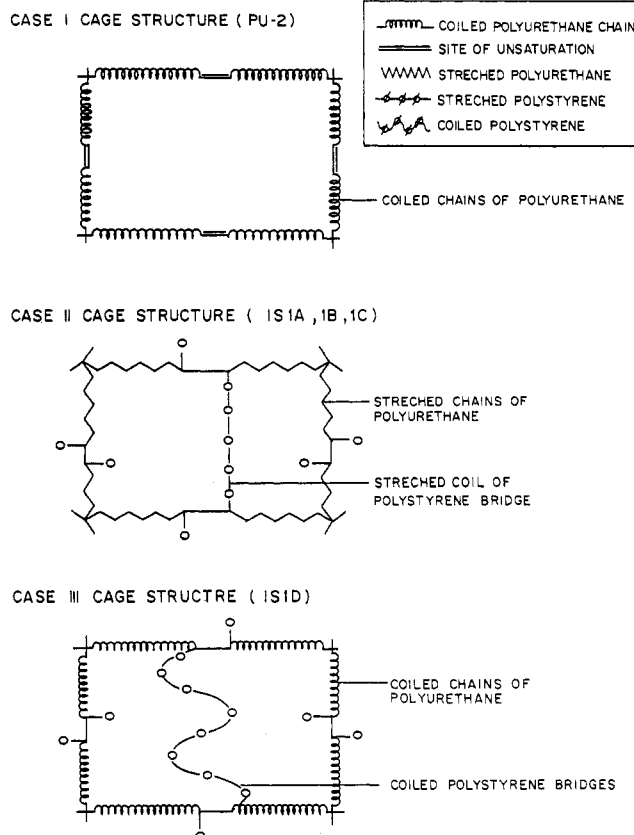 CASE I CAGE STRUCTURE (PU-2)
COILED POLYURETHANE CHAIN
SITE OF UNSATURATION
STRECHED POLYURETHANE
STRECHED POLYSTYRENE
COILED POLYSTYRENE
COILED CHAINS OF POLYURETHANE
CASE II CAGE STRUCTURE ( IS1A ,1B ,1C)
STRECHED CHAINS OF
POLYURETHANE
STRECHED COIL OF
POLYSTYRENE BRIDGE
CASE III CAGE STRUCTRE ( IS1D)
COILED CHAINS OF
POLYURETHANE
COILED POLYSTYRENE BRIDGES